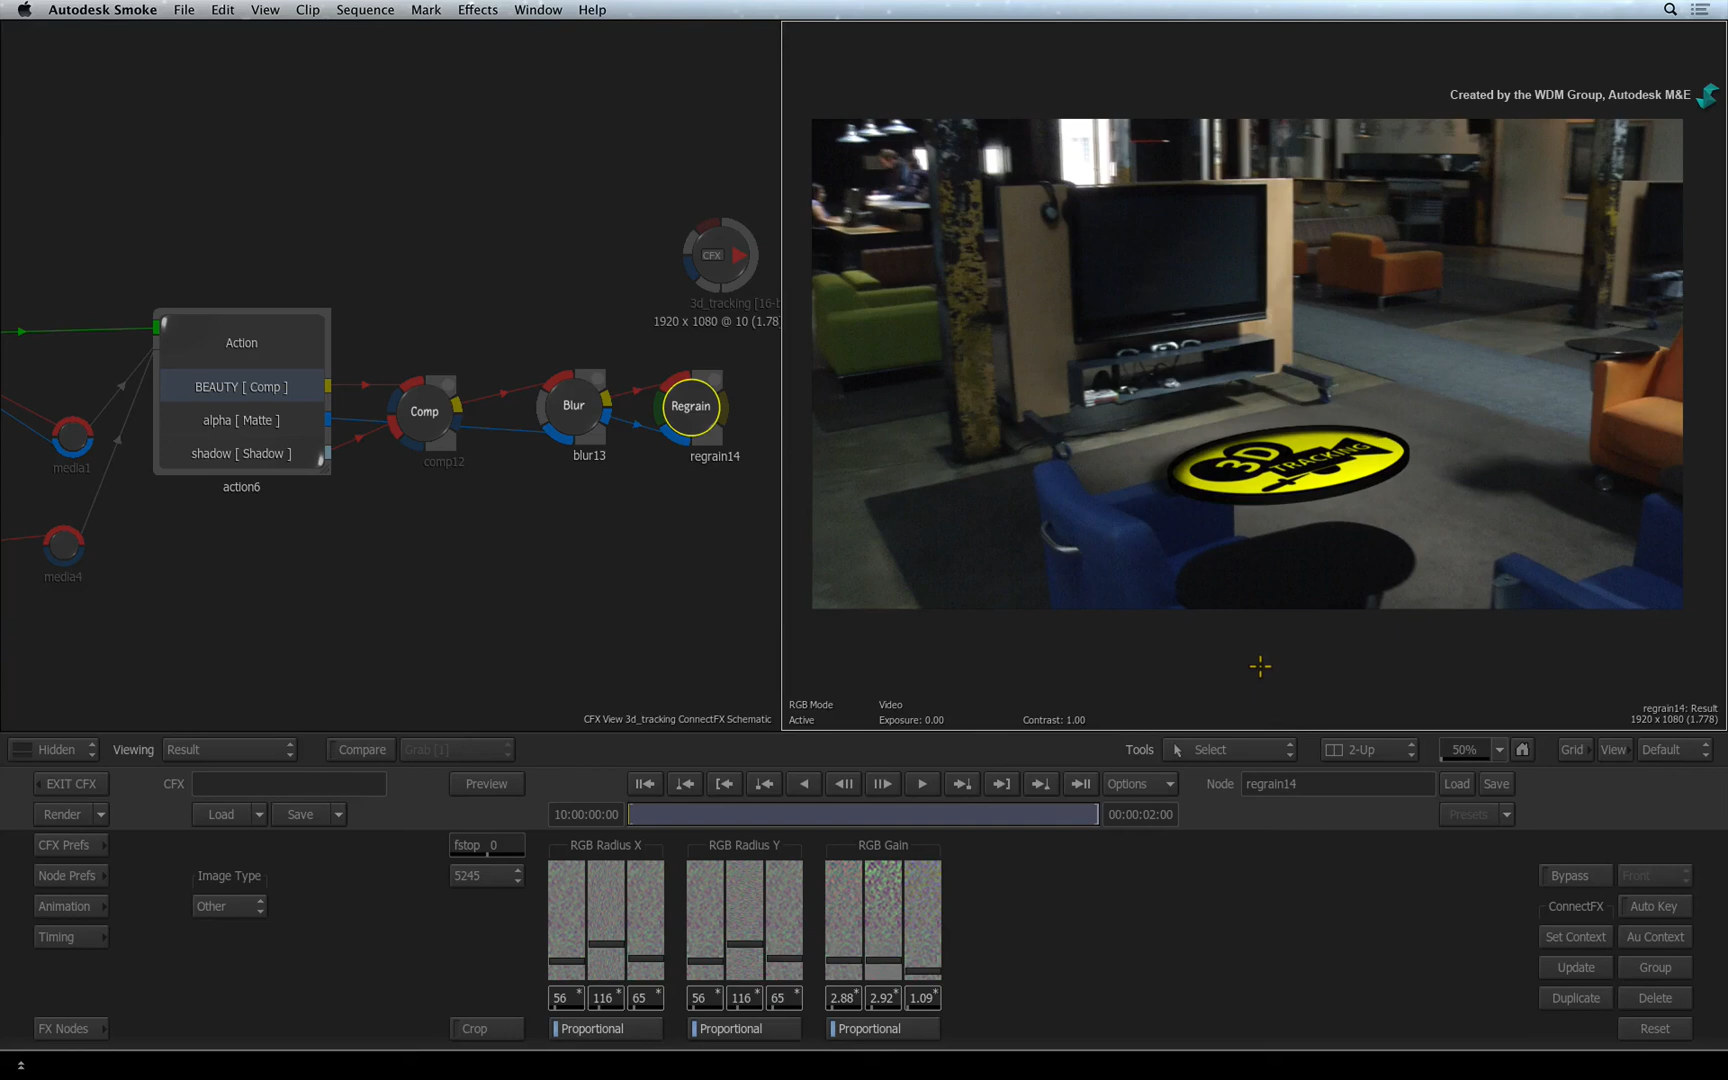 Autodesk Smoke File Edit View Clip Sequence Mark Effects Window Help
Created by the WDM Group, Autodesk M&E
CFX
3d_tracking [16-b
1920 x 1080 @ 10 (1.78
Action
BEAUTY [ Comp ]
alpha [ Matte ]
shadow [ Shadow ]
action6
media1
media4
Comp
comp12
Blur
blur13
Regrain
regrain14
3D
TRACKING
RGB Mode Video
Active Exposure: 0.00 Contrast: 1.00
regrain14: Result
1920 x 1080 (1.778)
CFX View 3d_tracking ConnectFX Schematic
Hidden Viewing Result Compare Grab [1] Tools Select 2-Up 50% Grid View Default
EXIT CFX CFX Preview Options Node regrain14 Load Save
Render Load Save 10:00:00:00 00:00:02:00 Presets
CFX Prefs fstop 0 RGB Radius X RGB Radius Y RGB Gain
Node Prefs Image Type 5245 Bypass Front
Animation Other ConnectFX Auto Key
Timing Set Context Au Context
Update Group
56 116 65 56 116 65 2.88 2.92 1.09 Duplicate Delete
FX Nodes Crop Proportional Proportional Proportional Reset